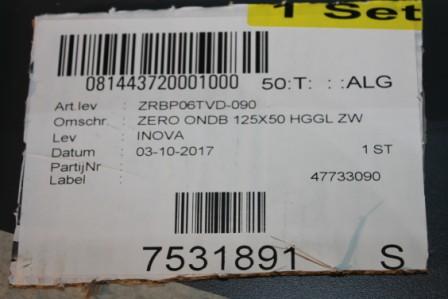 1 Set
081443720001000 50:T: : :ALG
Art.lev : ZRBP06TVD-090
Omschr. : ZERO ONDB 125X50 HGGL ZW
Lev : INOVA
Datum : 03-10-2017 1 ST
PartijNr :
Label : 47733090
7531891 S